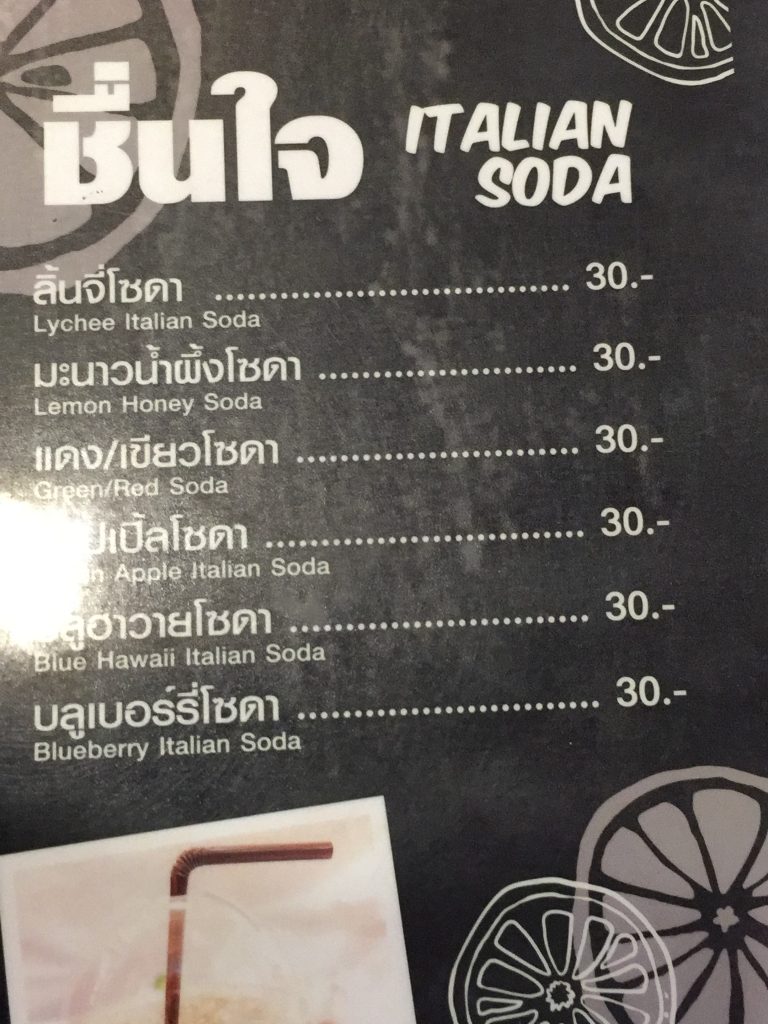 ชื่นใจ ITALIAN SODA
ลิ้นจี่โซดา ........................................ 30.-
Lychee Italian Soda
มะนาวน้ำผึ้งโซดา ............................. 30.-
Lemon Honey Soda
แดง/เขียวโซดา ................................ 30.-
Green/Red Soda
.................................... 30.-
Apple Italian Soda
.................................. 30.-
Blue Hawaii Italian Soda
บลูเบอร์รี่โซดา .................................. 30.-
Blueberry Italian Soda